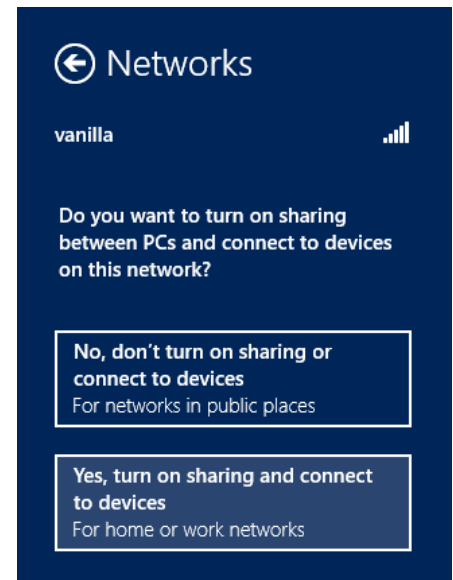 Networks
vanilla
Do you want to turn on sharing
between PCs and connect to devices
on this network?
No, don't turn on sharing or
connect to devices
For networks in public places
Yes, turn on sharing and connect
to devices
For home or work networks